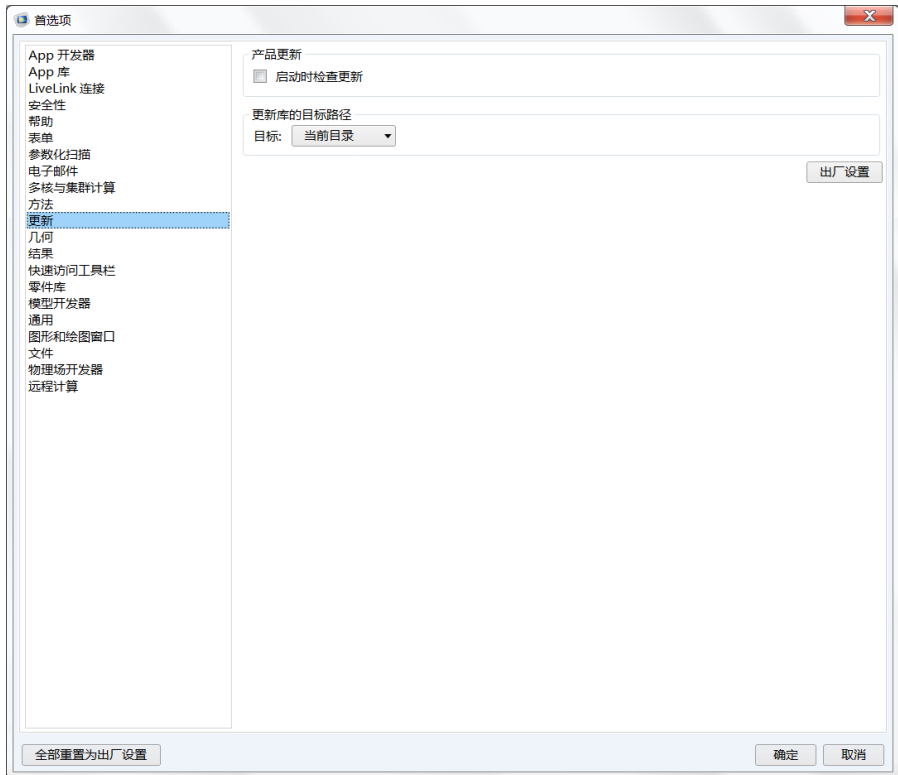 首选项
App 开发器
App 库
LiveLink 连接
安全性
帮助
表单
参数化扫描
电子邮件
多核与集群计算
方法
更新
几何
结果
快速访问工具栏
零件库
模型开发器
通用
图形和绘图窗口
文件
物理场开发器
远程计算
产品更新
启动时检查更新
更新库的目标路径
目标: 当前目录
出厂设置
全部重置为出厂设置 确定 取消